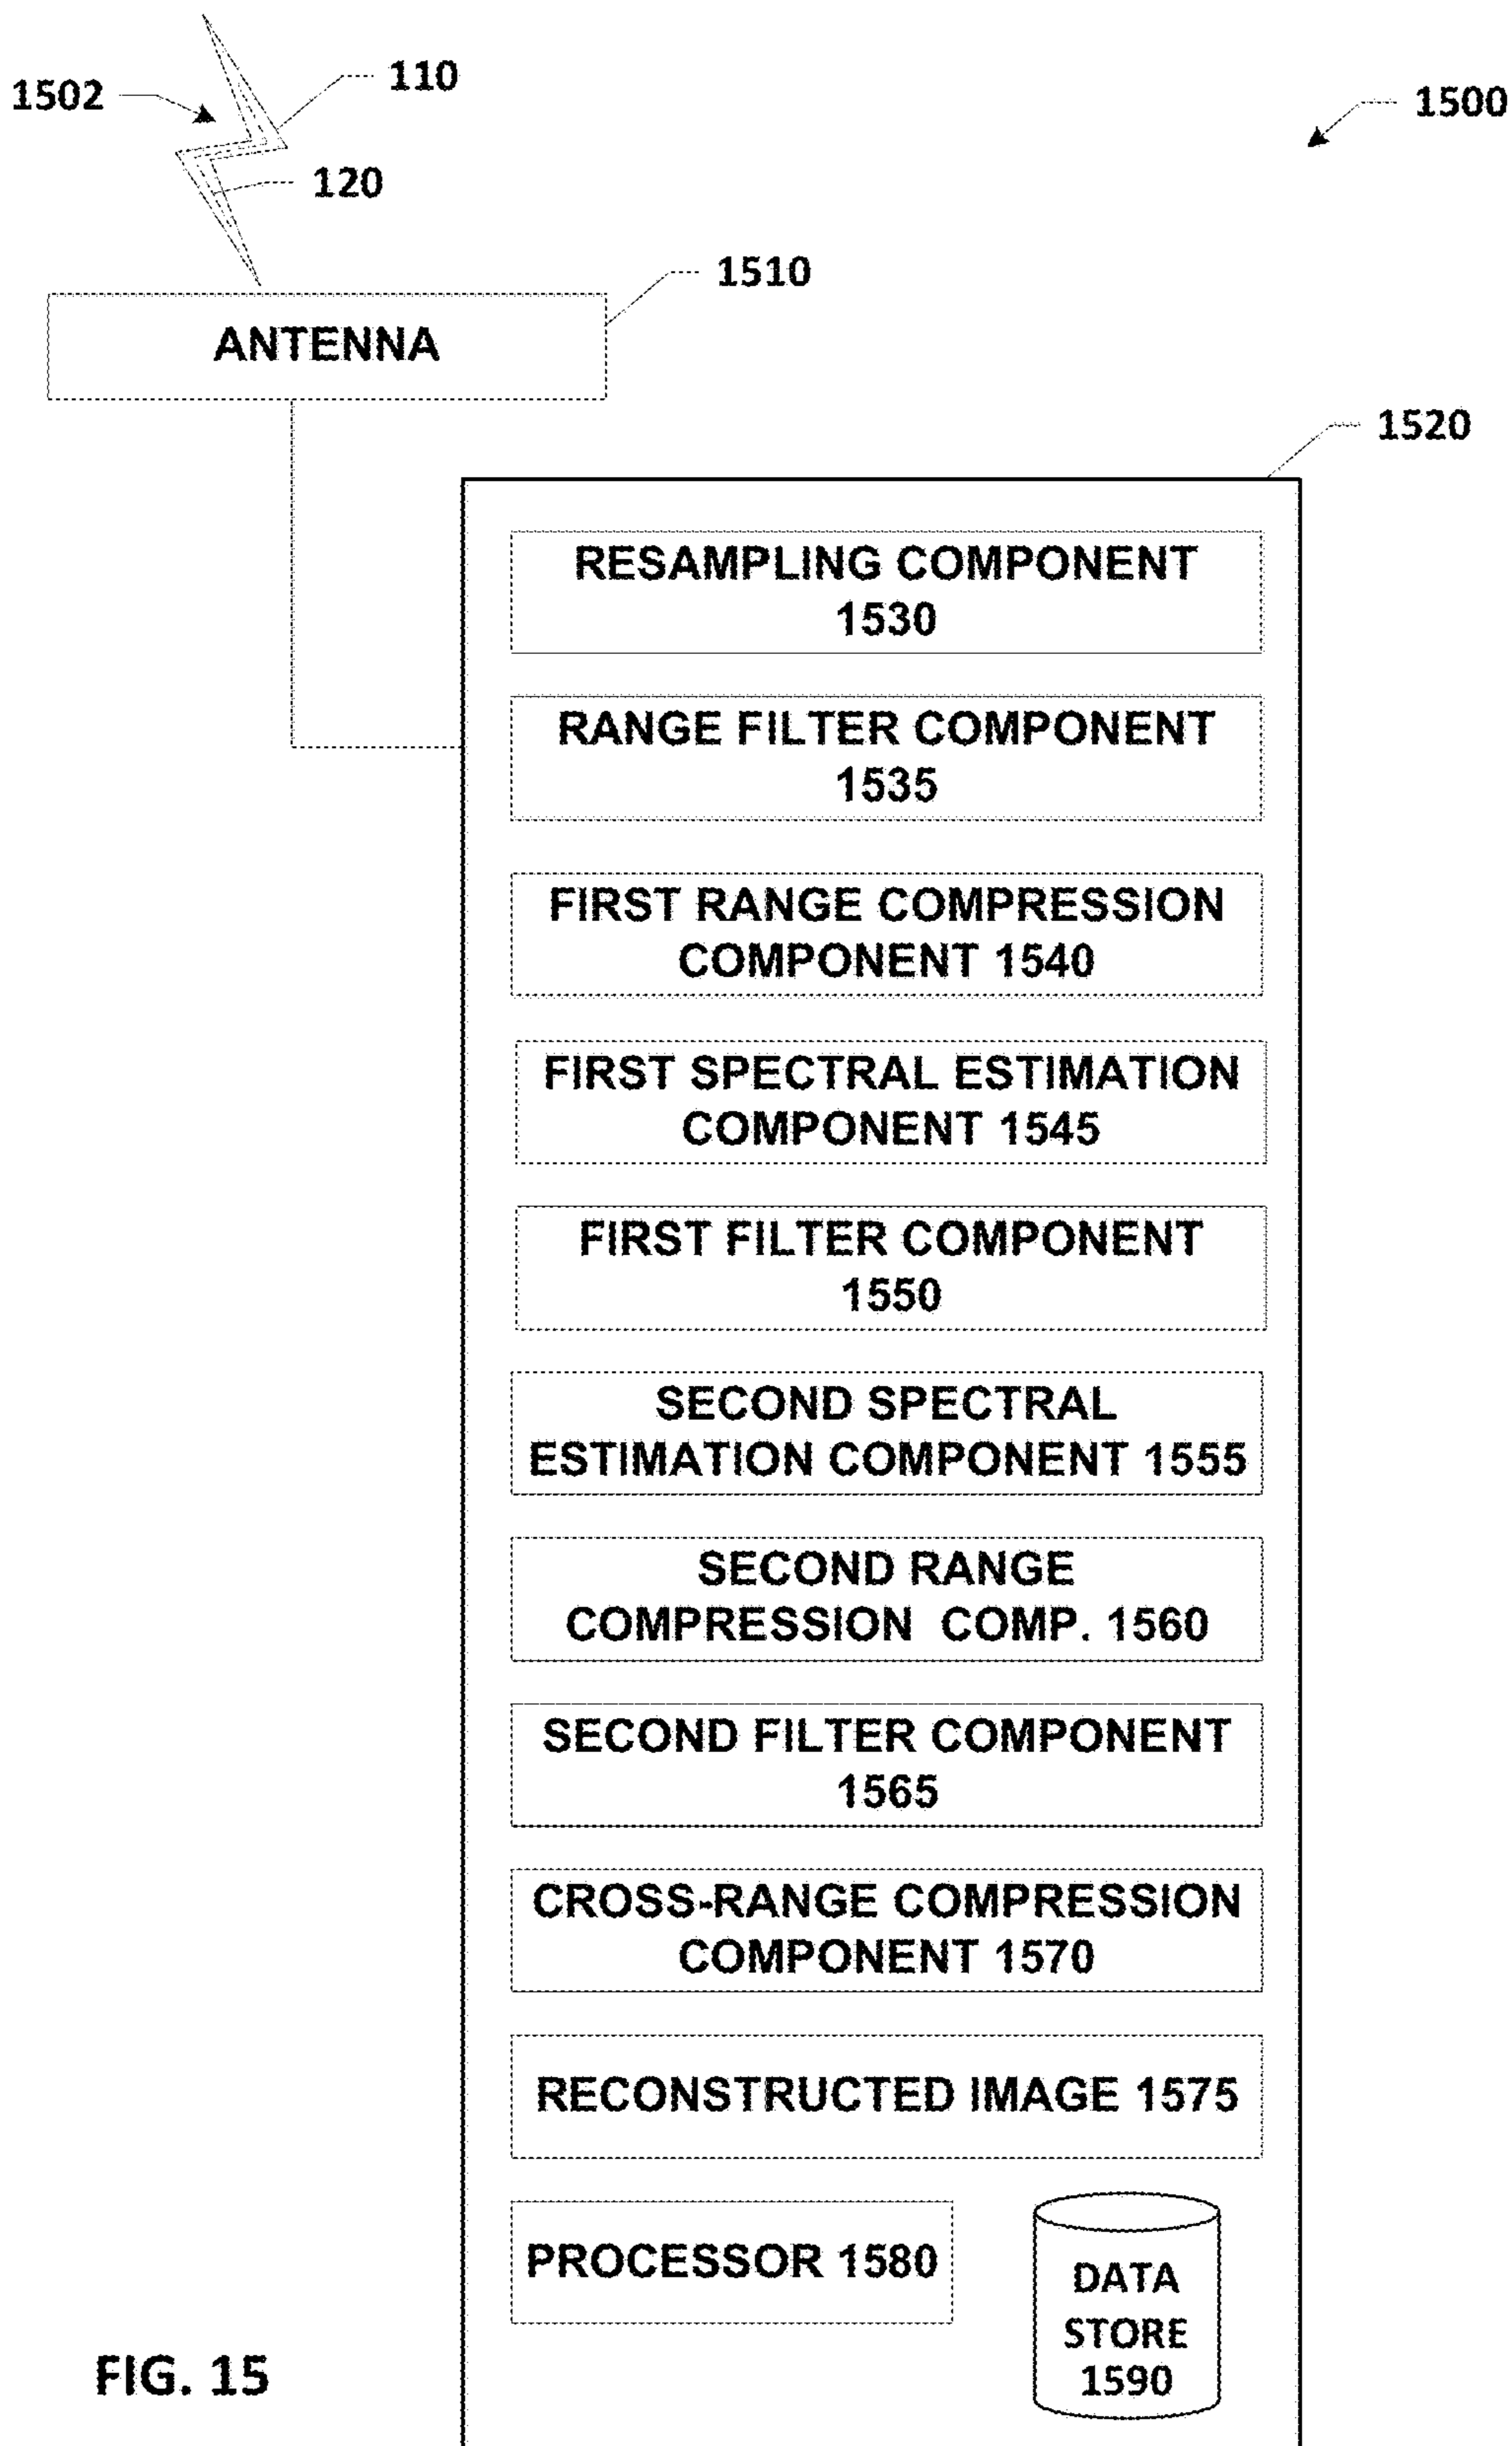 110
1502
1500
120
1510
ANTENNA
1520
RESAMPLING COMPONENT
1530
RANGE FILTER COMPONENT
1535
FIRST RANGE COMPRESSION
COMPONENT 1540
FIRST SPECTRAL ESTIMATION
COMPONENT 1545
FIRST FILTER COMPONENT
1550
SECOND SPECTRAL
ESTIMATION COMPONENT 1555
SECOND RANGE
COMPRESSION COMP. 1560
SECOND FILTER COMPONENT
1565
CROSS-RANGE COMPRESSION
COMPONENT 1570
RECONSTRUCTED IMAGE 1575
PROCESSOR 1580
DATA
STORE
1590
FIG. 15